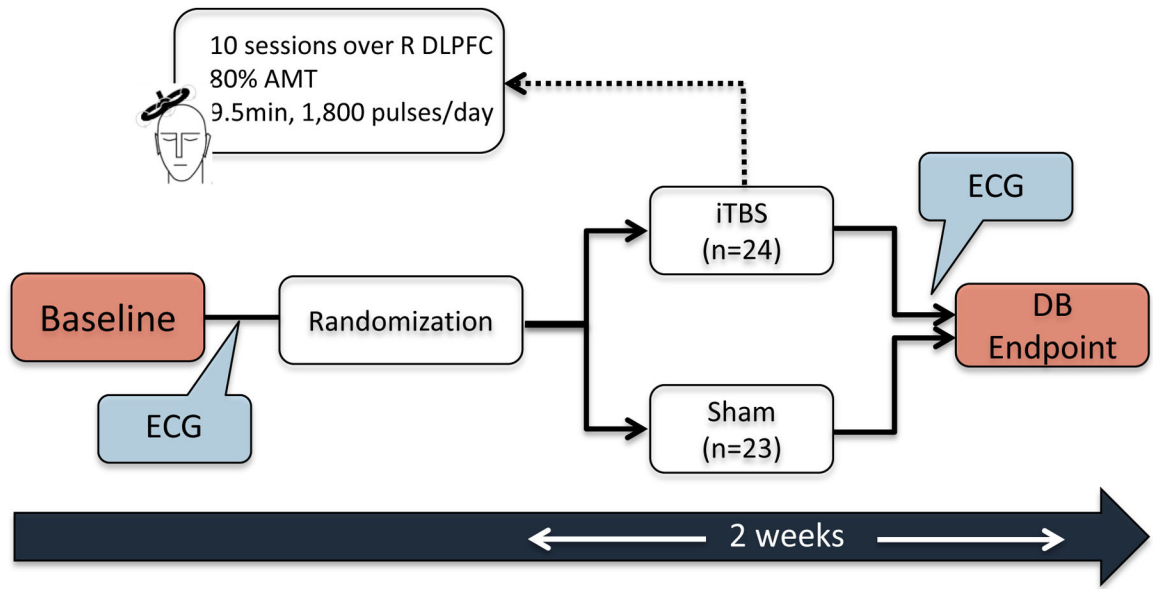 10 sessions over R DLPFC
80% AMT
9.5min, 1,800 pulses/day
ECG
iTBS
(n=24)
Baseline
Randomization
DB
Endpoint
ECG
Sham
(n=23)
2 weeks